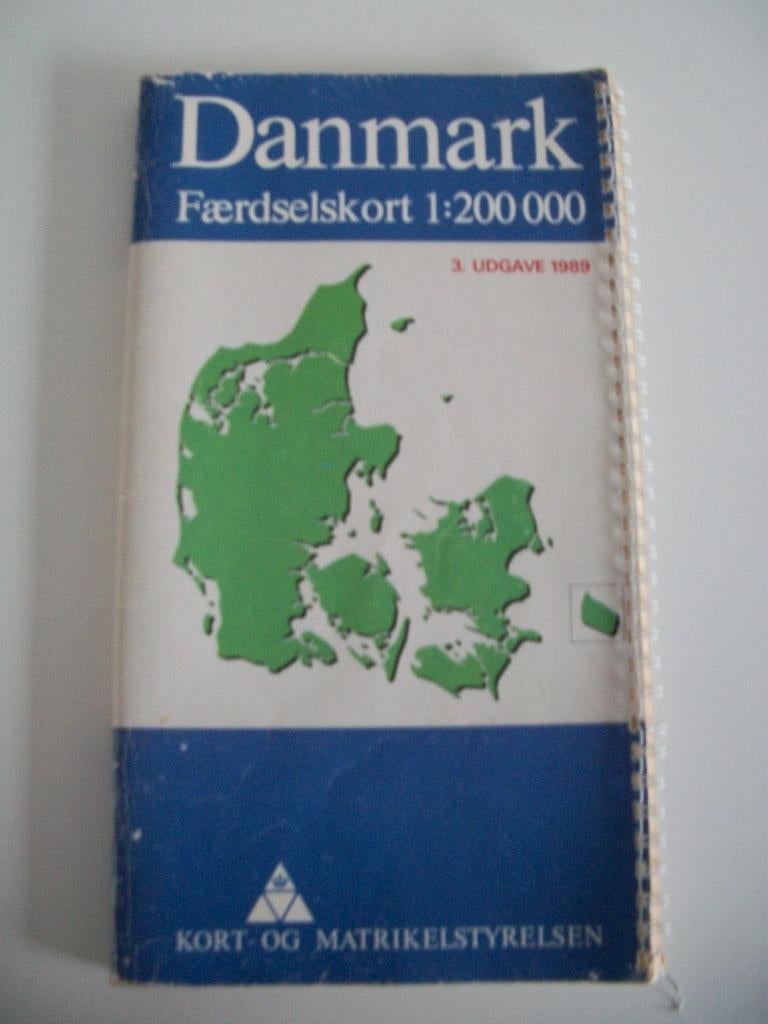 Danmark
Færdselskort 1:200 000
3. UDGAVE 1989
KORT- OG MATRIKELSTYRELSEN